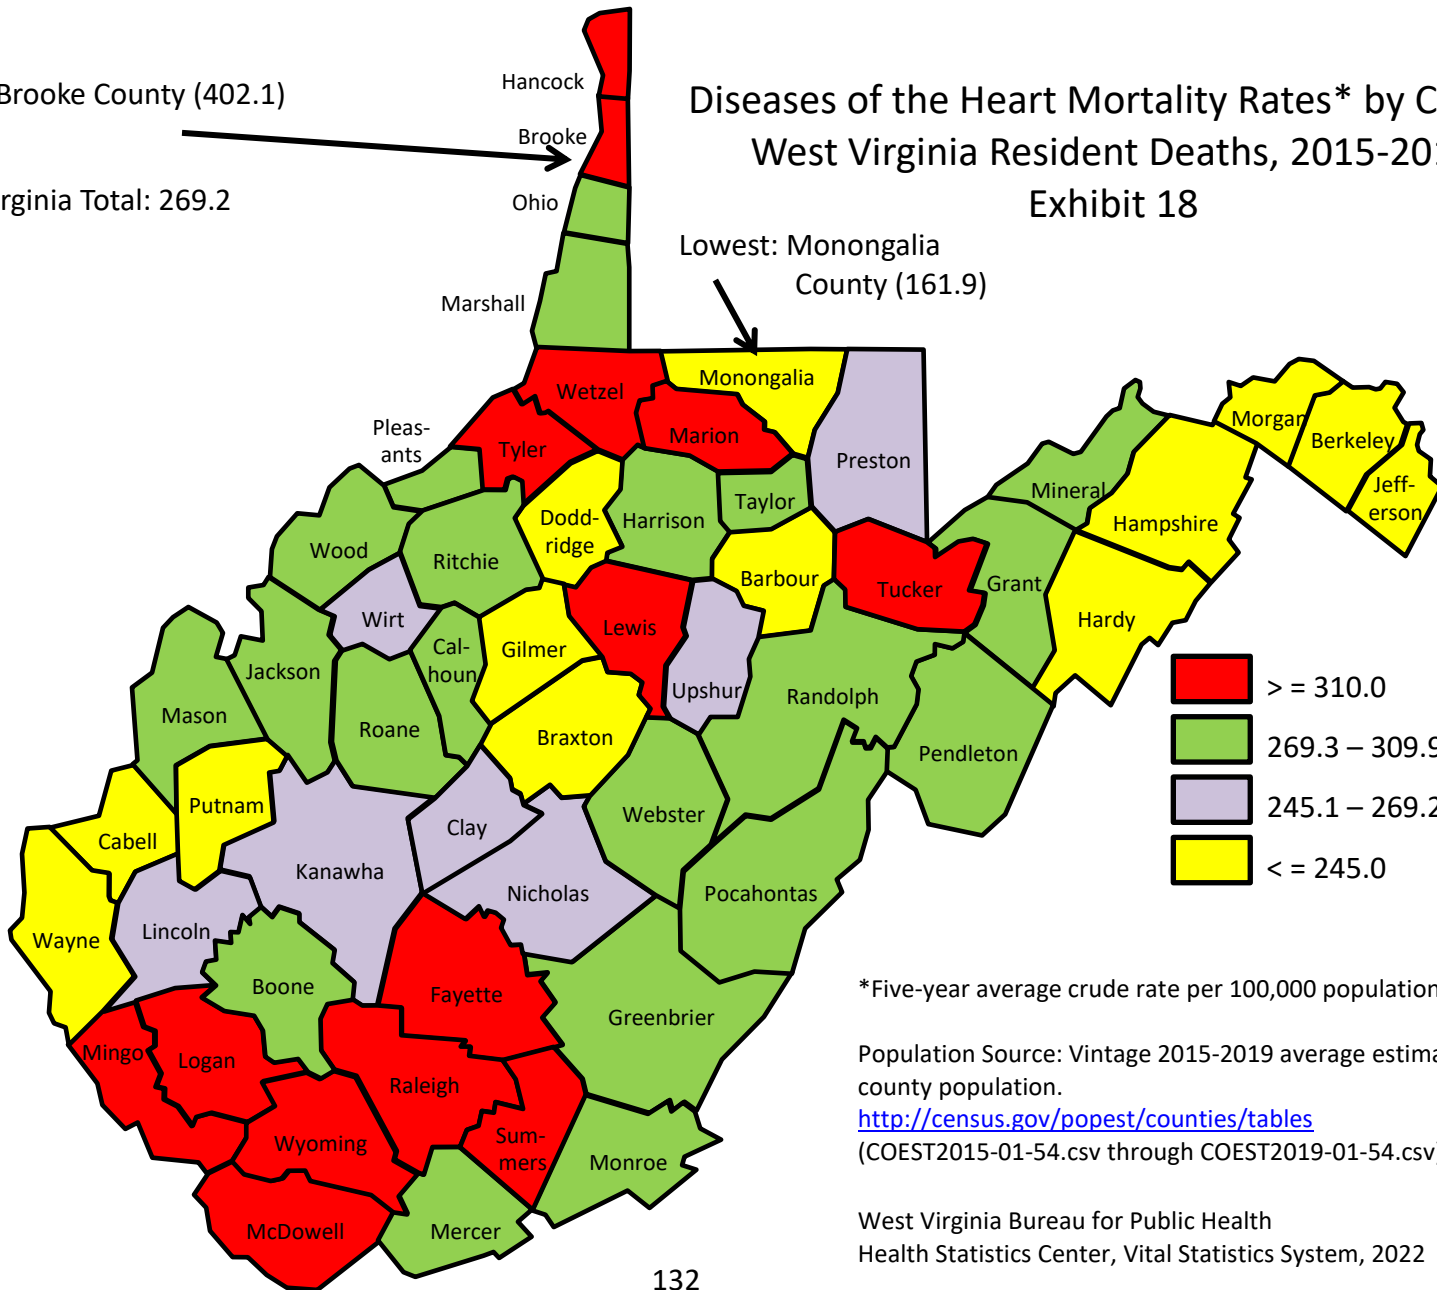 Brooke County (402.1)
rginia Total: 269.2
Diseases of the Heart Mortality Rates* by C
West Virginia Resident Deaths, 2015-201
Exhibit 18
Lowest: Monongalia
County (161.9)
Hancock
Brooke
Ohio
Marshall
Wetzel
Monongalia
Marion
Tyler
Pleas-
ants
Preston
Morgan
Berkeley
Jeff-
erson
Mineral
Hampshire
Taylor
Harrison
Dodd-
ridge
Wood
Ritchie
Barbour
Tucker
Grant
Hardy
Wirt
Lewis
Gilmer
Cal-
houn
Jackson
Upshur
Randolph
Mason
Roane
Braxton
Pendleton
Putnam
Cabell
Clay
Webster
Kanawha
Nicholas
Pocahontas
Wayne
Lincoln
Boone
Fayette
Greenbrier
Mingo
Logan
Raleigh
Wyoming
Sum-
mers
Monroe
McDowell
Mercer
> = 310.0
269.3 – 309.9
245.1 – 269.2
< = 245.0
*Five-year average crude rate per 100,000 population
Population Source: Vintage 2015-2019 average estima
county population.
http://census.gov/popest/counties/tables
(COEST2015-01-54.csv through COEST2019-01-54.csv)
West Virginia Bureau for Public Health
Health Statistics Center, Vital Statistics System, 2022
132